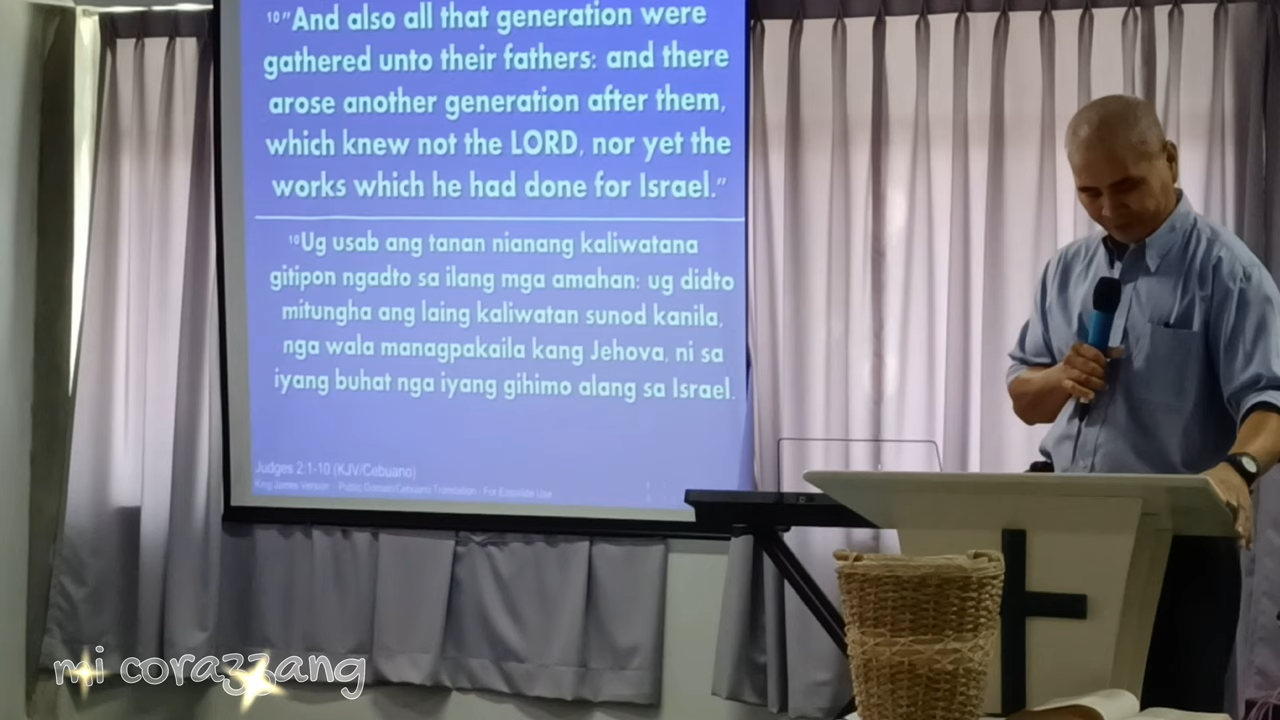 10"And also all that generation were
gathered unto their fathers: and there
arose another generation after them,
which knew not the LORD, nor yet the
works which he had done for Israel."
10Ug usab ang tanan nianang kaliwatana
gitipon ngadto sa ilang mga amahan: ug didto
mitungha ang laing kaliwatan sunod kanila,
nga wala managpakaila kang Jehova, ni sa
iyang buhat nga iyang gihimo alang sa Israel.
Judges 2:1-10 (KJV/Cebuano)
King James Version : Public Domain/Cebuano Translation : For Easislide Use
mi corazzang